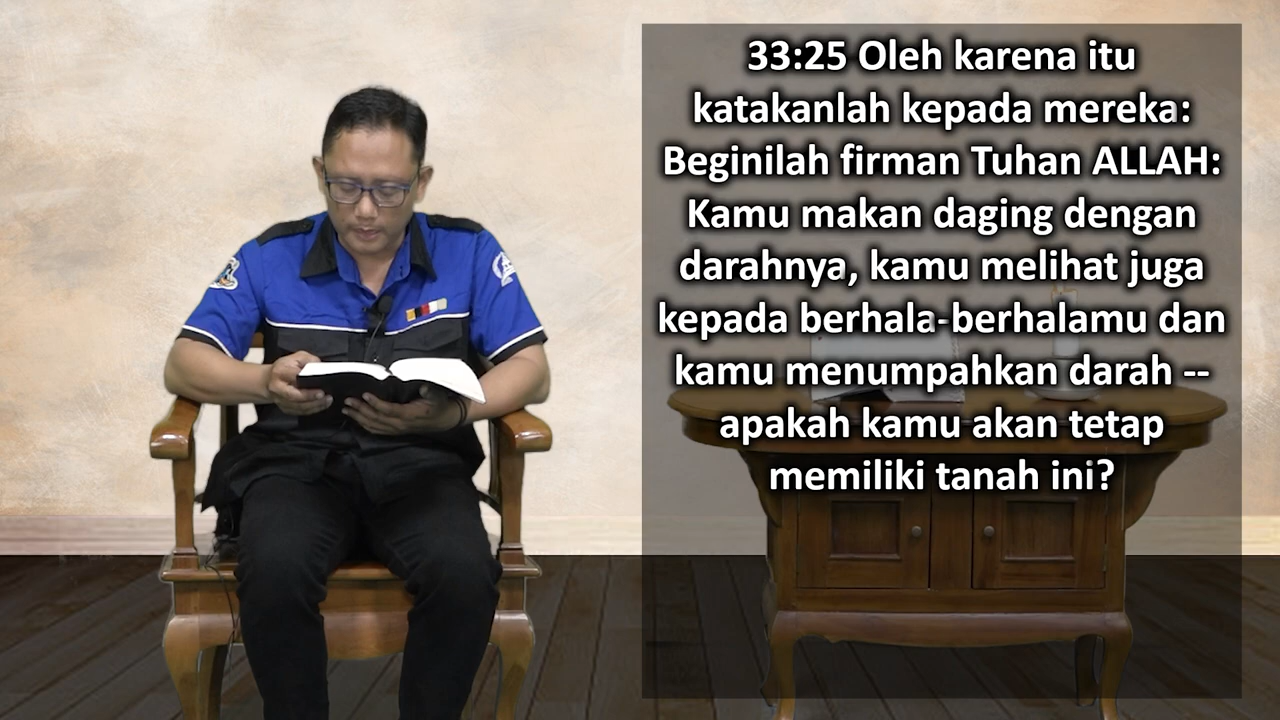 33:25 Oleh karena itu
katakanlah kepada mereka:
Beginilah firman Tuhan ALLAH:
Kamu makan daging dengan
darahnya, kamu melihat juga
kepada berhala-berhalamu dan
kamu menumpahkan darah --
apakah kamu akan tetap
memiliki tanah ini?